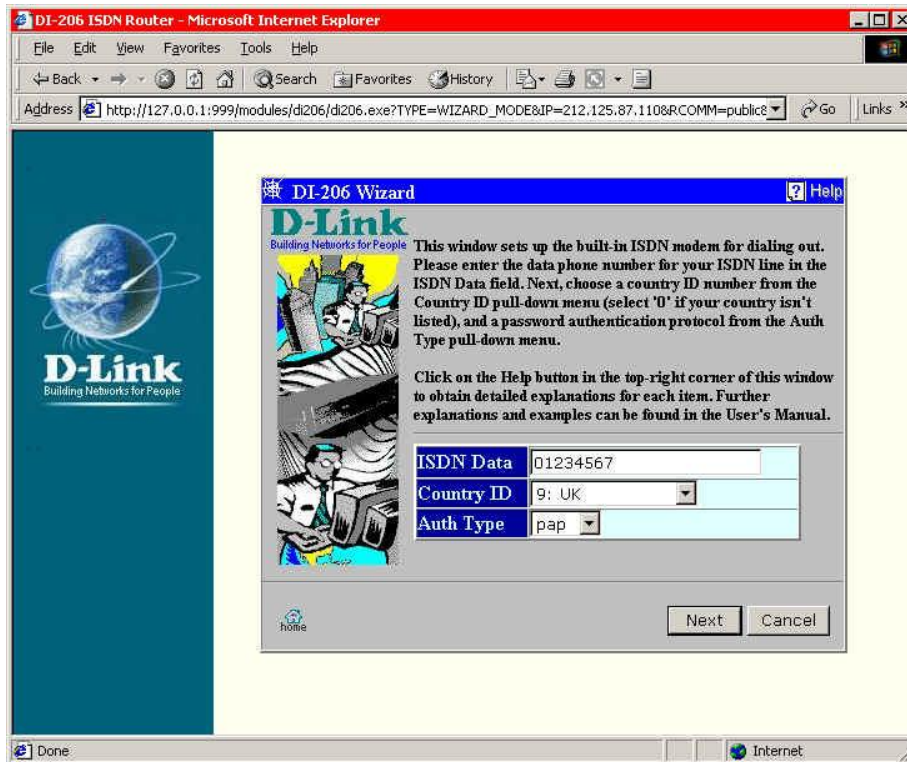 DI-206 ISDN Router - Microsoft Internet Explorer
File Edit View Favorites Tools Help
Back Search Favorites History
Address http://127.0.0.1:999/modules/di206/di206.exe?TYPE=WIZARD_MODE&IP=212.125.87.110&RCOMM=public& Go Links »
DI-206 Wizard ? Help
D-Link
Building Networks for People
This window sets up the built-in ISDN modem for dialing out.
Please enter the data phone number for your ISDN line in the
ISDN Data field. Next, choose a country ID number from the
Country ID pull-down menu (select '0' if your country isn't
listed), and a password authentication protocol from the Auth
Type pull-down menu.
Click on the Help button in the top-right corner of this window
to obtain detailed explanations for each item. Further
explanations and examples can be found in the User's Manual.
D-Link
Building Networks for People
ISDN Data 01234567
Country ID 9: UK
Auth Type pap
home
Next Cancel
Done Internet